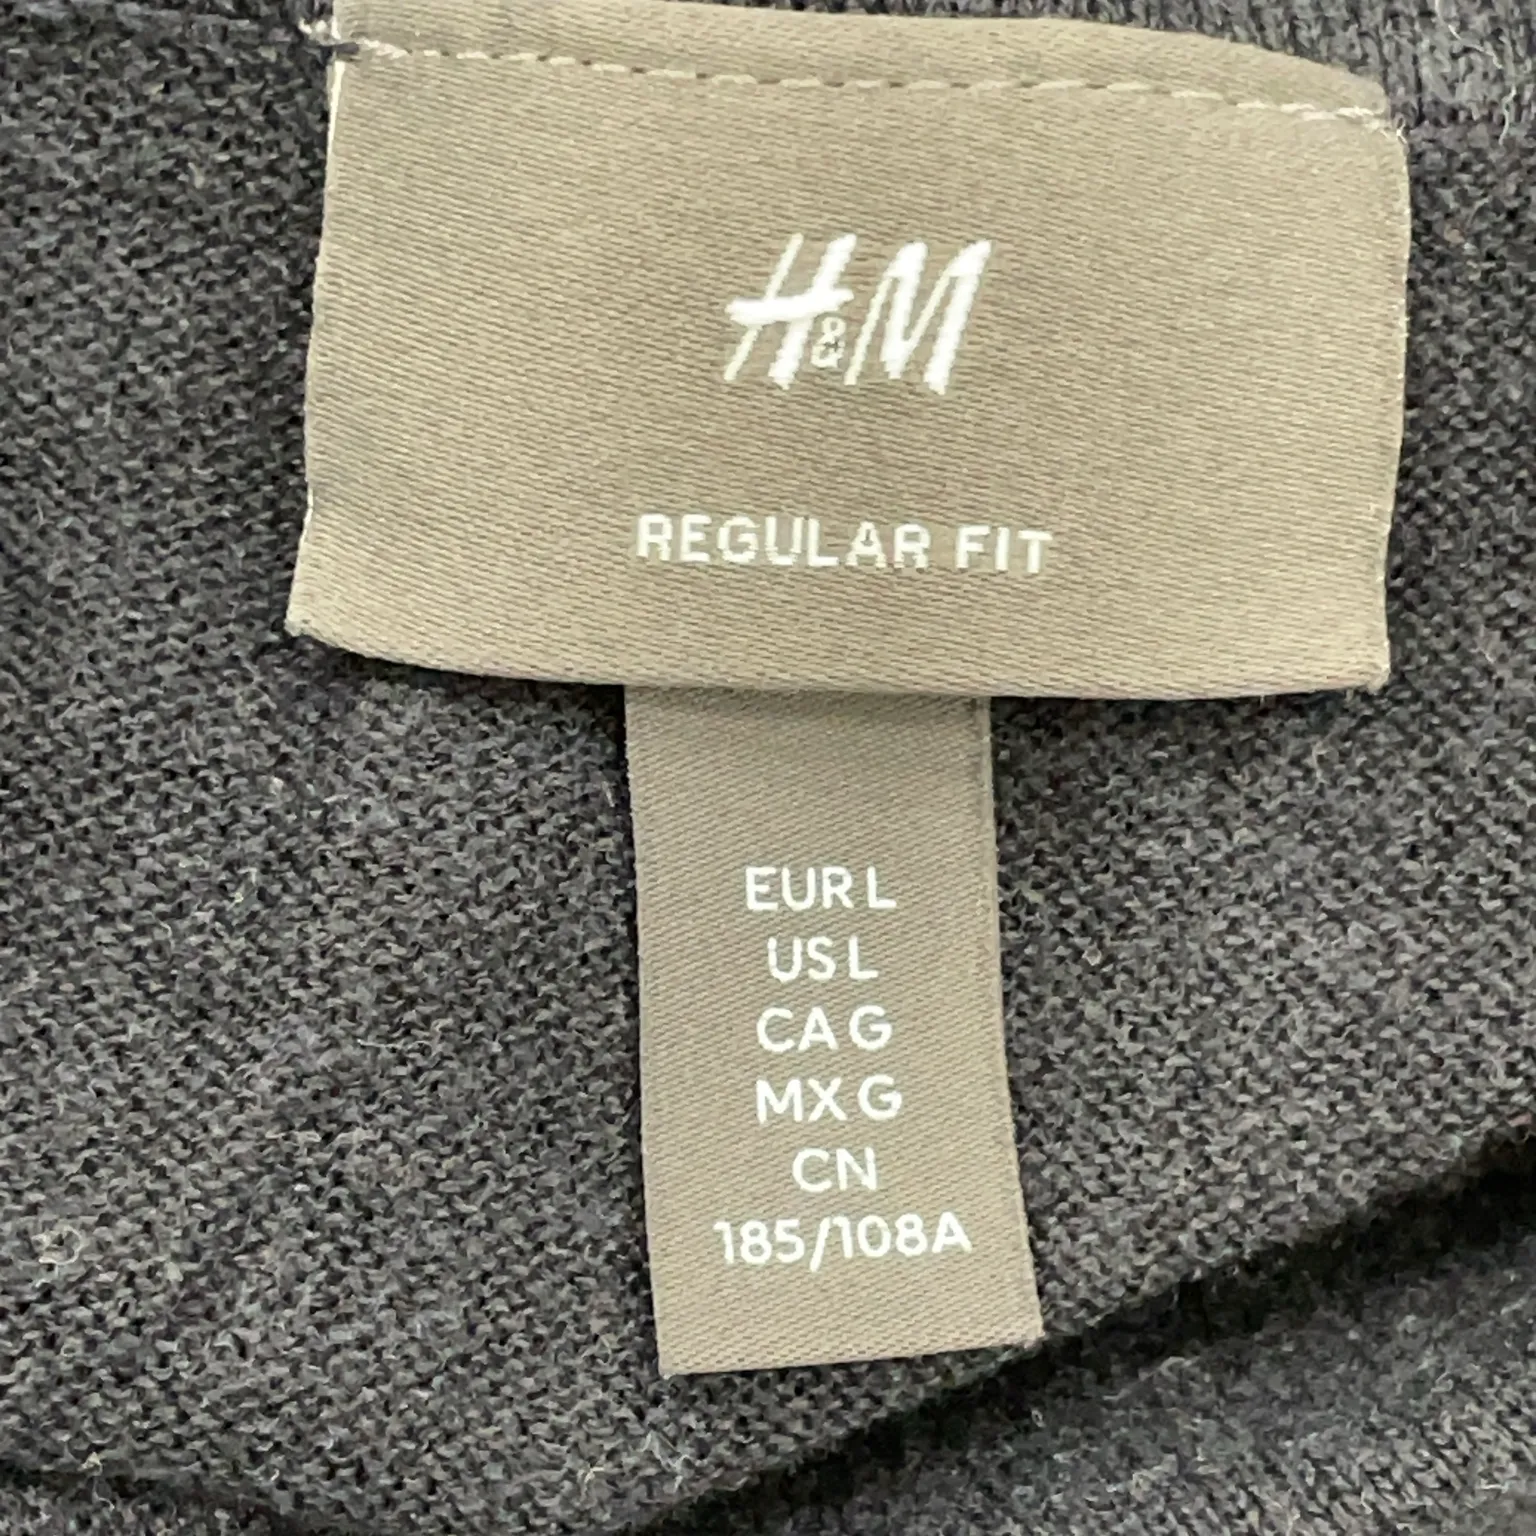 H&M
REGULAR FIT
EUR L
US L
CA G
MX G
CN
185/108A